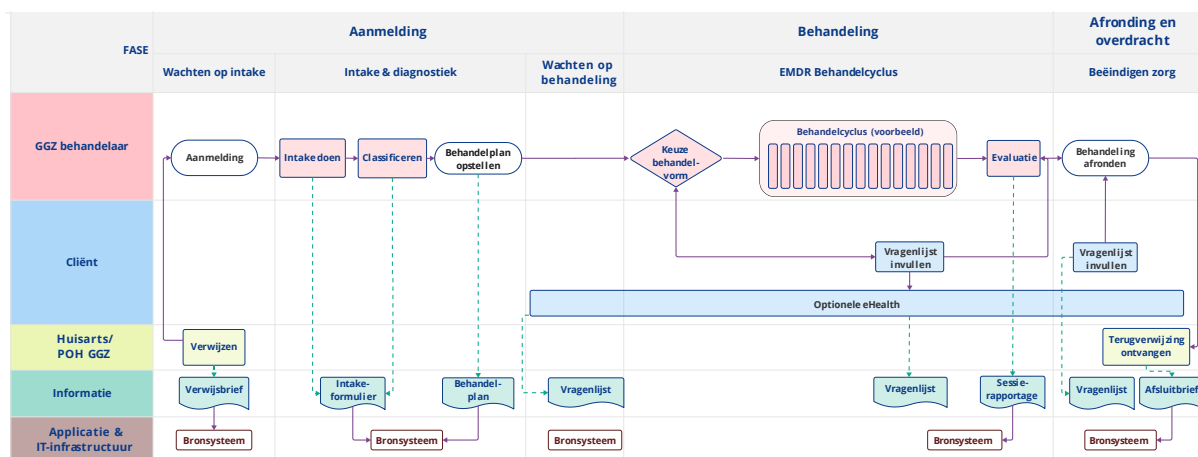 FASE
Aanmelding
Behandeling
Afronding en
overdracht
Wachten op intake
Intake & diagnostiek
Wachten op
behandeling
EMDR Behandelcyclus
Beëindigen zorg
GGZ behandelaar
Aanmelding
Intake doen
Classificeren
Behandelplan
opstellen
Keuze
behandel-
vorm
Behandelcyclus (voorbeeld)
Evaluatie
Behandeling
afronden
Cliënt
Vragenlijst
invullen
Vragenlijst
invullen
Optionele eHealth
Huisarts/
POH GGZ
Verwijzen
Terugverwijzing
ontvangen
Informatie
Verwijsbrief
Intake-
formulier
Behandel-
plan
Vragenlijst
Vragenlijst
Sessie-
rapportage
Vragenlijst
Afsluitbrief
Applicatie &
IT-infrastructuur
Bronsysteem
Bronsysteem
Bronsysteem
Bronsysteem
Bronsysteem